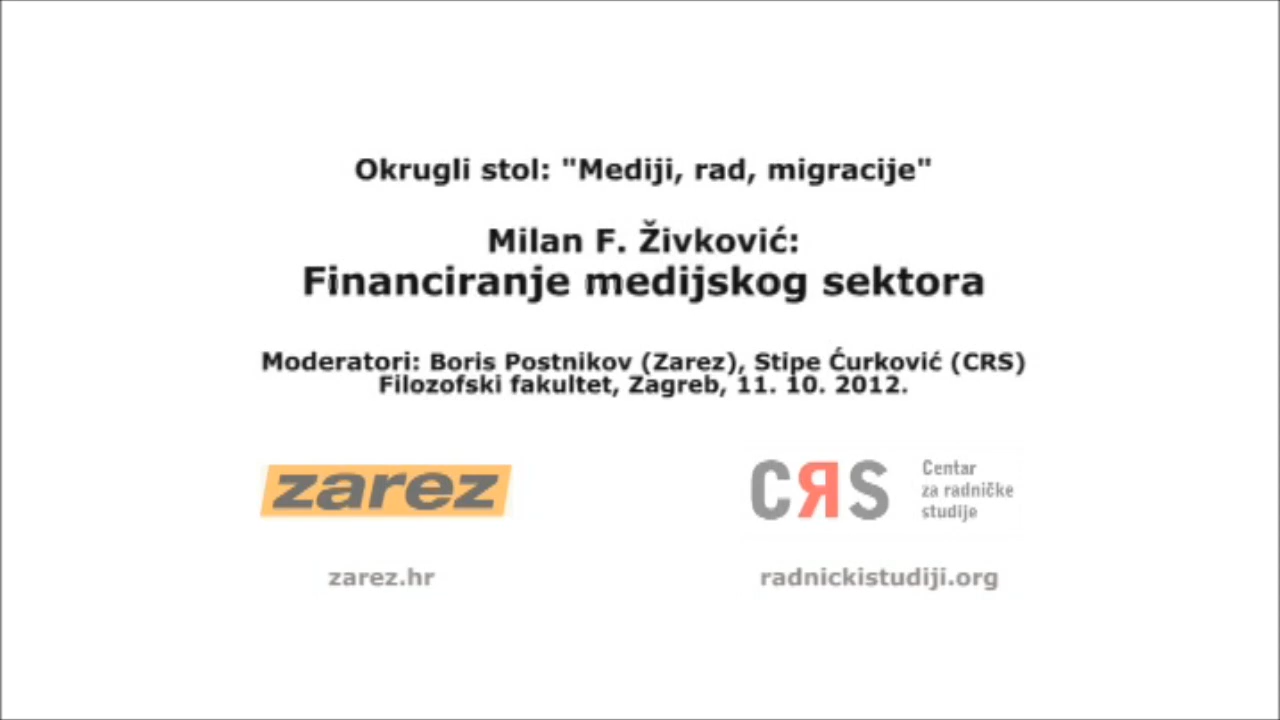 Okrugli stol: "Mediji, rad, migracije"
Milan F. Živković:
Financiranje medijskog sektora
Moderatori: Boris Postnikov (Zarez), Stipe Ćurković (CRS)
Filozofski fakultet, Zagreb, 11. 10. 2012.
zarez
CЯS
Centar
za radničke
studije
zarez.hr
radnickistudiji.org